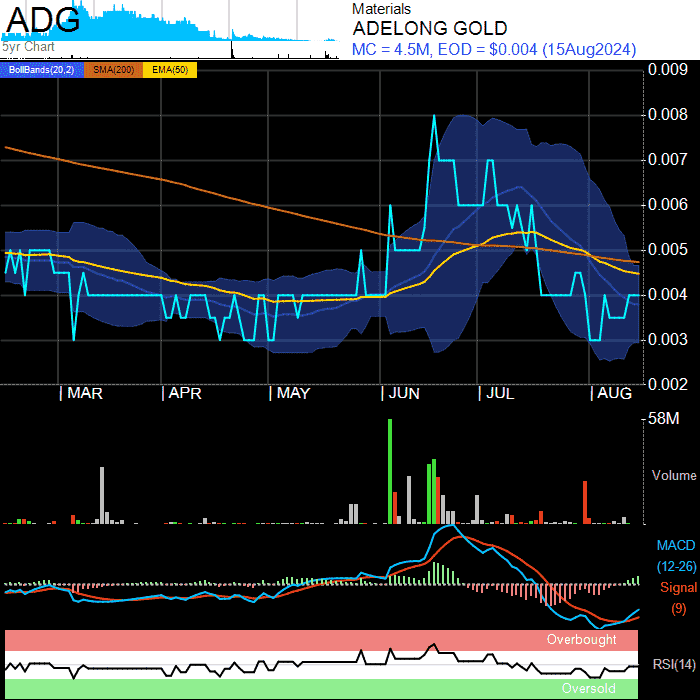 ADG
5yr Chart
Materials
ADELONG GOLD
MC = 4.5M, EOD = $0.004 (15Aug2024)
BollBands(20,2) SMA(200) EMA(50)
0.009
0.008
0.007
0.006
0.005
0.004
0.003
0.002
MAR APR MAY JUN JUL AUG
58M
Volume
MACD
(12-26)
Signal
(9)
Overbought
RSI(14)
Oversold